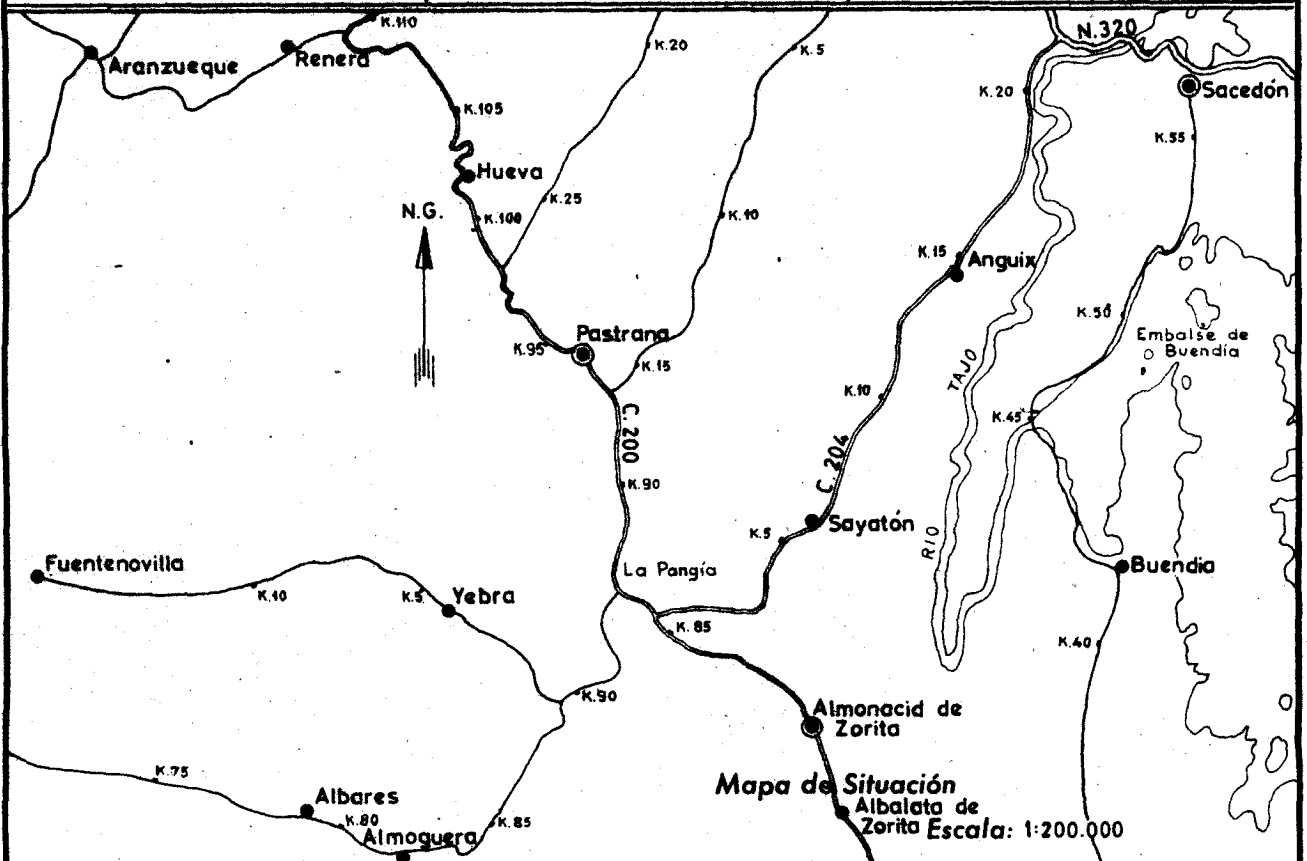 K.110
N.320
K.20
K.5
Aranzueque
Renera
K.20
Sacedón
K.105
K.55
Hueva
K.25
N.G.
K.100
K.10
K.15
Anguix
K.50
Embalse de
Buendía
Pastrana
K.95
K.15
TAJO
K.10
K.45
C.200
C. 204
K.90
Sayatón
K.5
RIO
Fuentenovilla
La Pangía
Buendia
K.10
K.5
Yebra
K.85
K.40
K.90
Almonacid de
Zorita
K.75
Mapa de Situación
Albares
Albalata de
K.80
K.85
Zorita
Escala: 1:200.000
Almoguera